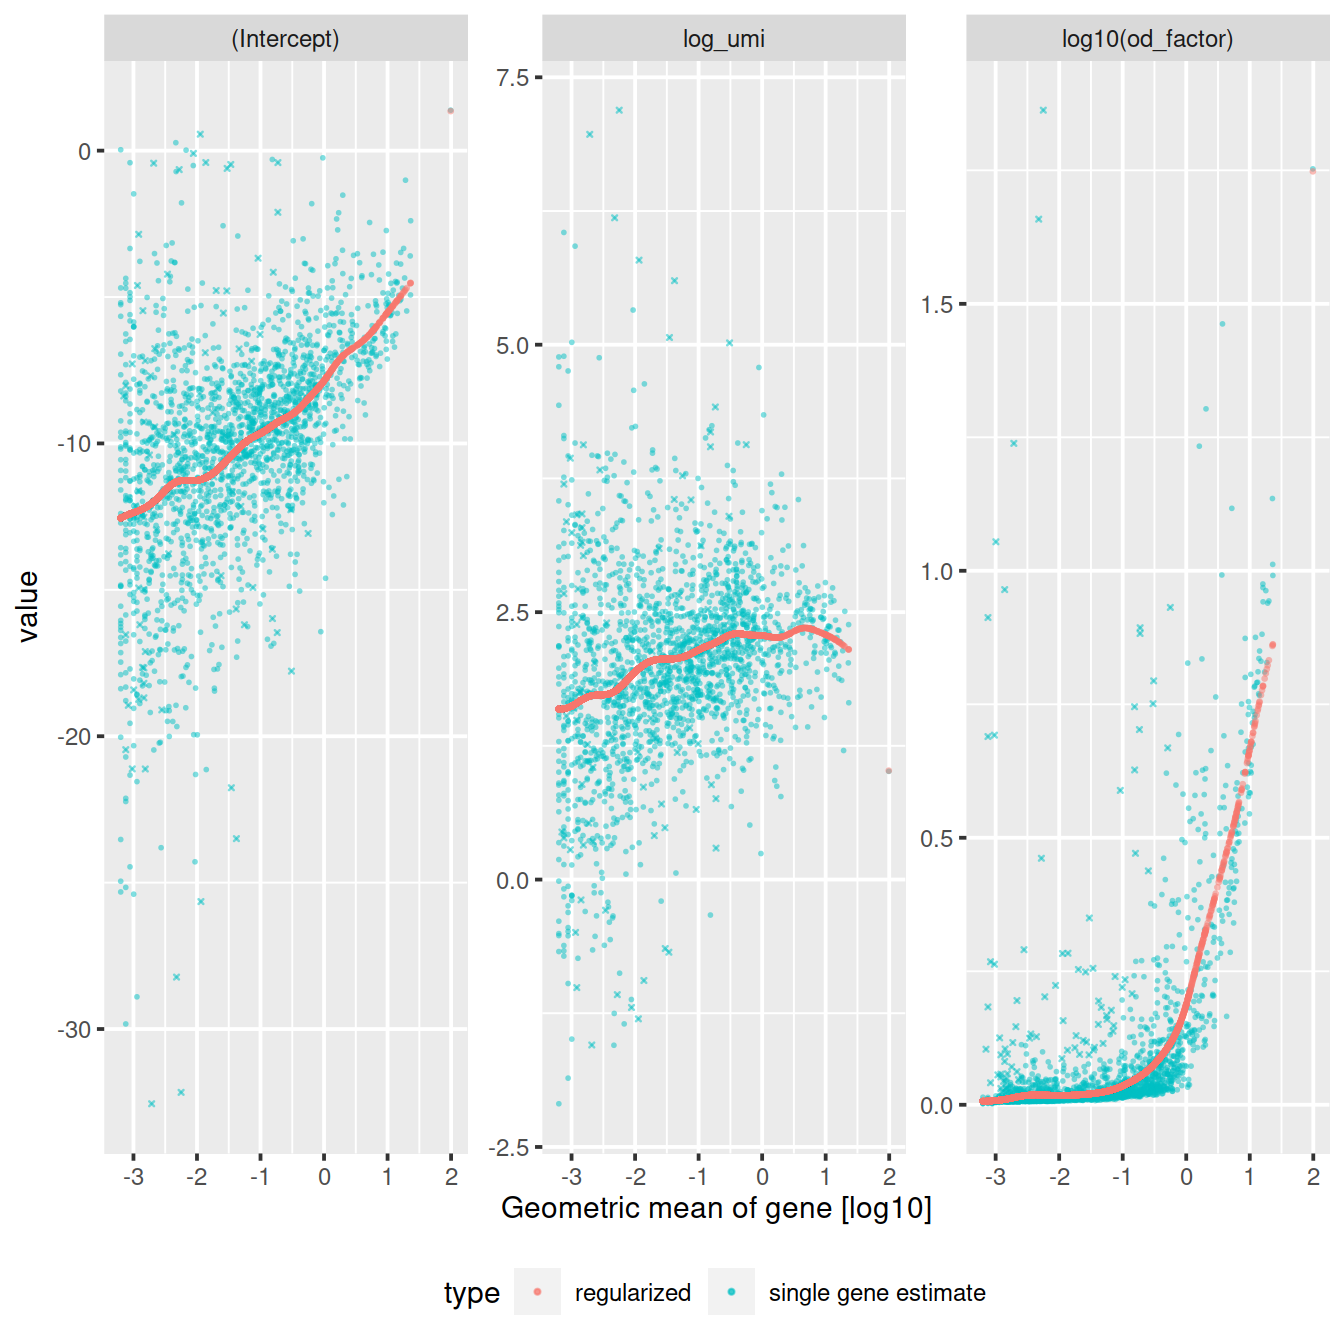 (Intercept) log_umi log10(od_factor)
7.5
0
5.0
1.5
-10
1.0
2.5
value
-20
0.5
0.0
-30
0.0
-2.5
-3 -2 -1 0 1 2 -3 -2 -1 0 1 2 -3 -2 -1 0 1 2
Geometric mean of gene [log10]
type regularized single gene estimate